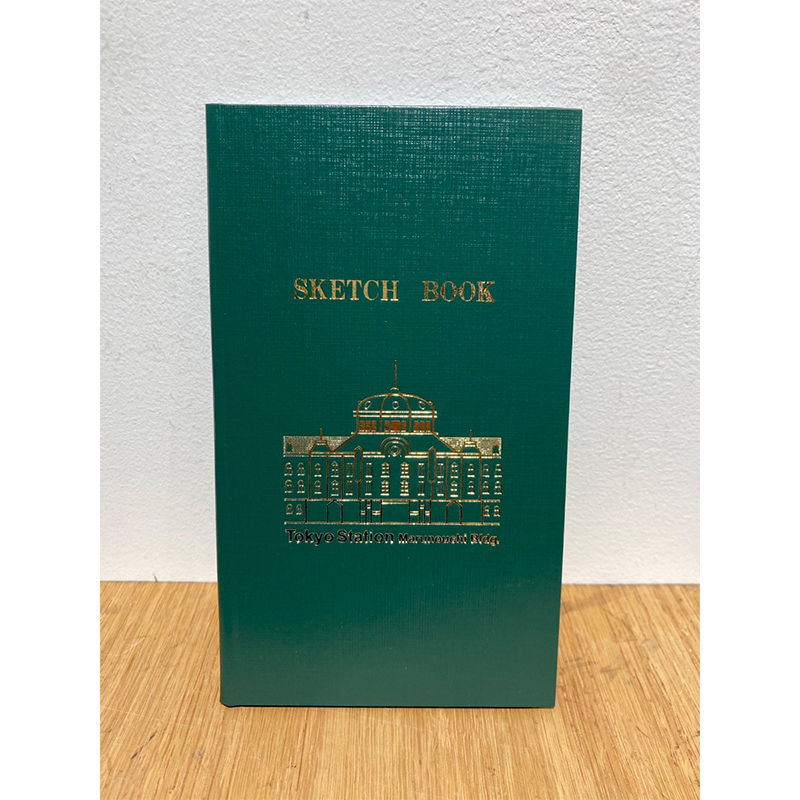 SKETCH BOOK
Tokyo Station Marunouchi Bldg.